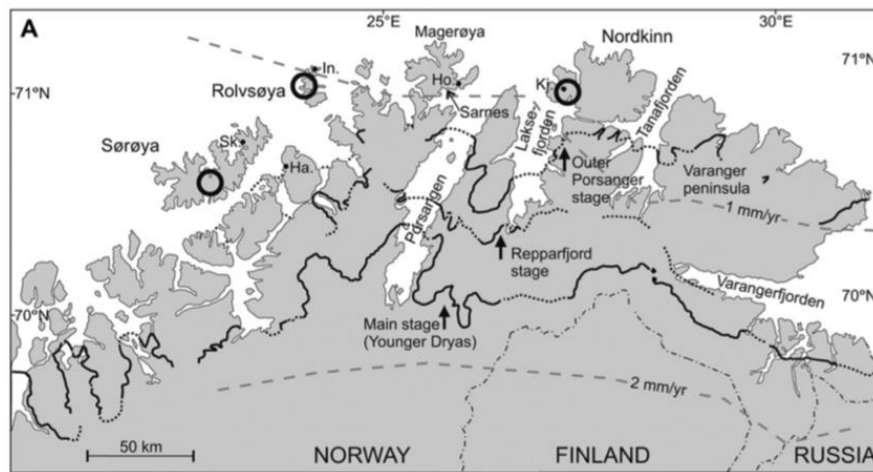 A
25°E
30°E
71°N
71°N
70°N
70°N
Magerøya
Nordkinn
In.
Ho.
Kj.
Rolvsøya
Sarnes
Sørøya
Sk.
Ha.
Lakse-
fjorden
Tanafjorden
Porsangen
Outer
Porsanger
stage
Varanger
peninsula
1 mm/yr
Repparfjord
stage
Varangerfjorden
Main stage
(Younger Dryas)
2 mm/yr
50 km
NORWAY
FINLAND
RUSSIA